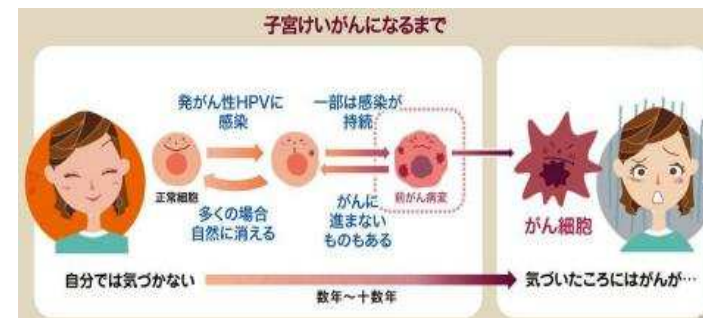 子宮けいがんになるまで
発がん性HPVに
感染
一部は感染が
持続
正常細胞
前がん病変
多くの場合
自然に消える
がんに
進まない
ものもある
がん細胞
自分では気づかない
数年〜十数年
気づいたころにはがんが…